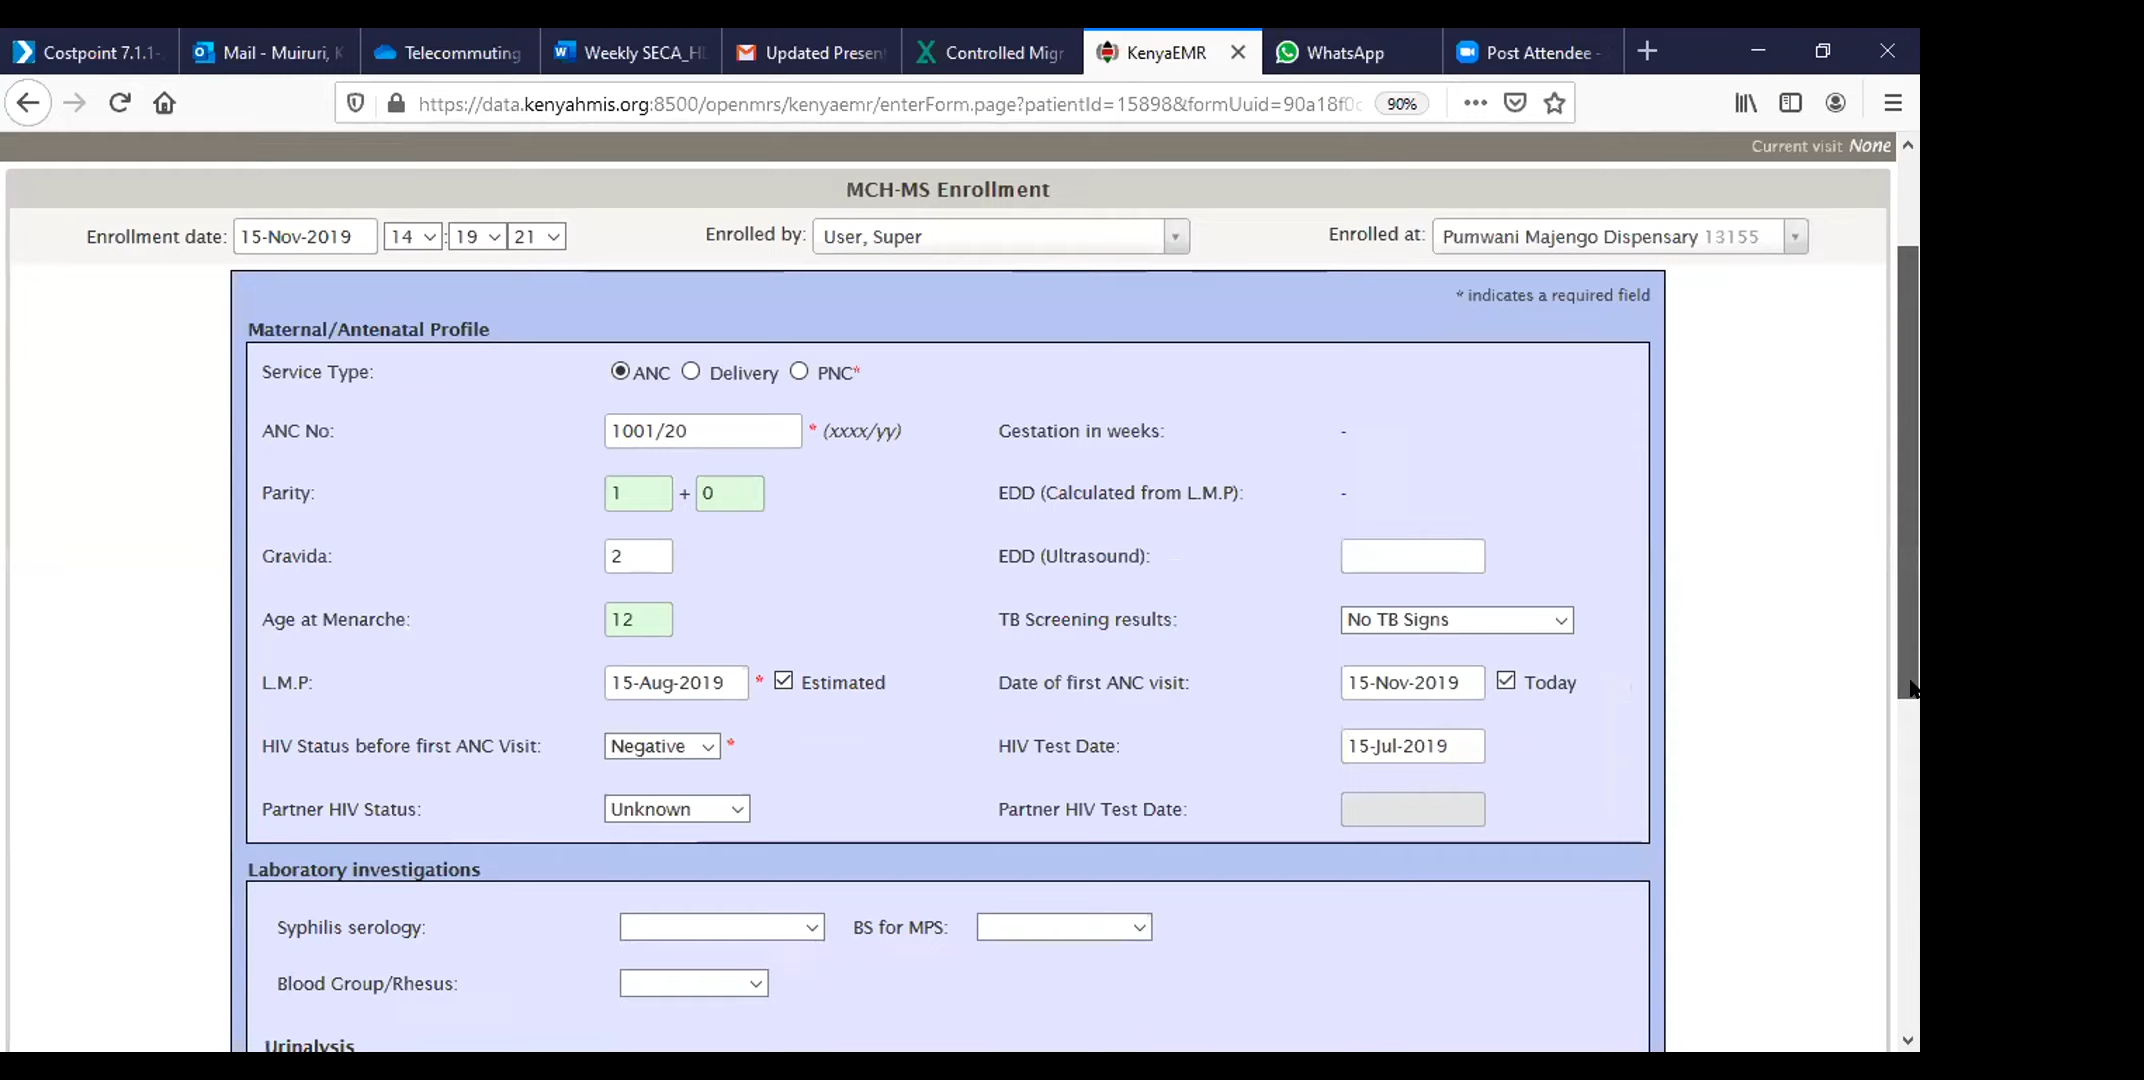 Costpoint 7.1.1- Mail - Muiruri, K Telecommuting Weekly SECA_H Updated Presen Controlled Migr KenyaEMR WhatsApp Post Attendee -
https://data.kenyahmis.org:8500/openmrs/kenyaemr/enterForm.page?patientId=15898&formUuid=90a18f0c 90%
Current visit None
MCH-MS Enrollment
Enrollment date: 15-Nov-2019 14 : 19 21 Enrolled by: User, Super Enrolled at: Pumwani Majengo Dispensary 13155
* indicates a required field
Maternal/Antenatal Profile
Service Type: ANC Delivery PNC*
ANC No: 1001/20 * (xxxx/yy) Gestation in weeks: -
Parity: 1 + 0 EDD (Calculated from L.M.P): -
Gravida: 2 EDD (Ultrasound):
Age at Menarche: 12 TB Screening results: No TB Signs
L.M.P: 15-Aug-2019 * Estimated Date of first ANC visit: 15-Nov-2019 Today
HIV Status before first ANC Visit: Negative * HIV Test Date: 15-Jul-2019
Partner HIV Status: Unknown Partner HIV Test Date:
Laboratory investigations
Syphilis serology: BS for MPS:
Blood Group/Rhesus:
Urinalysis